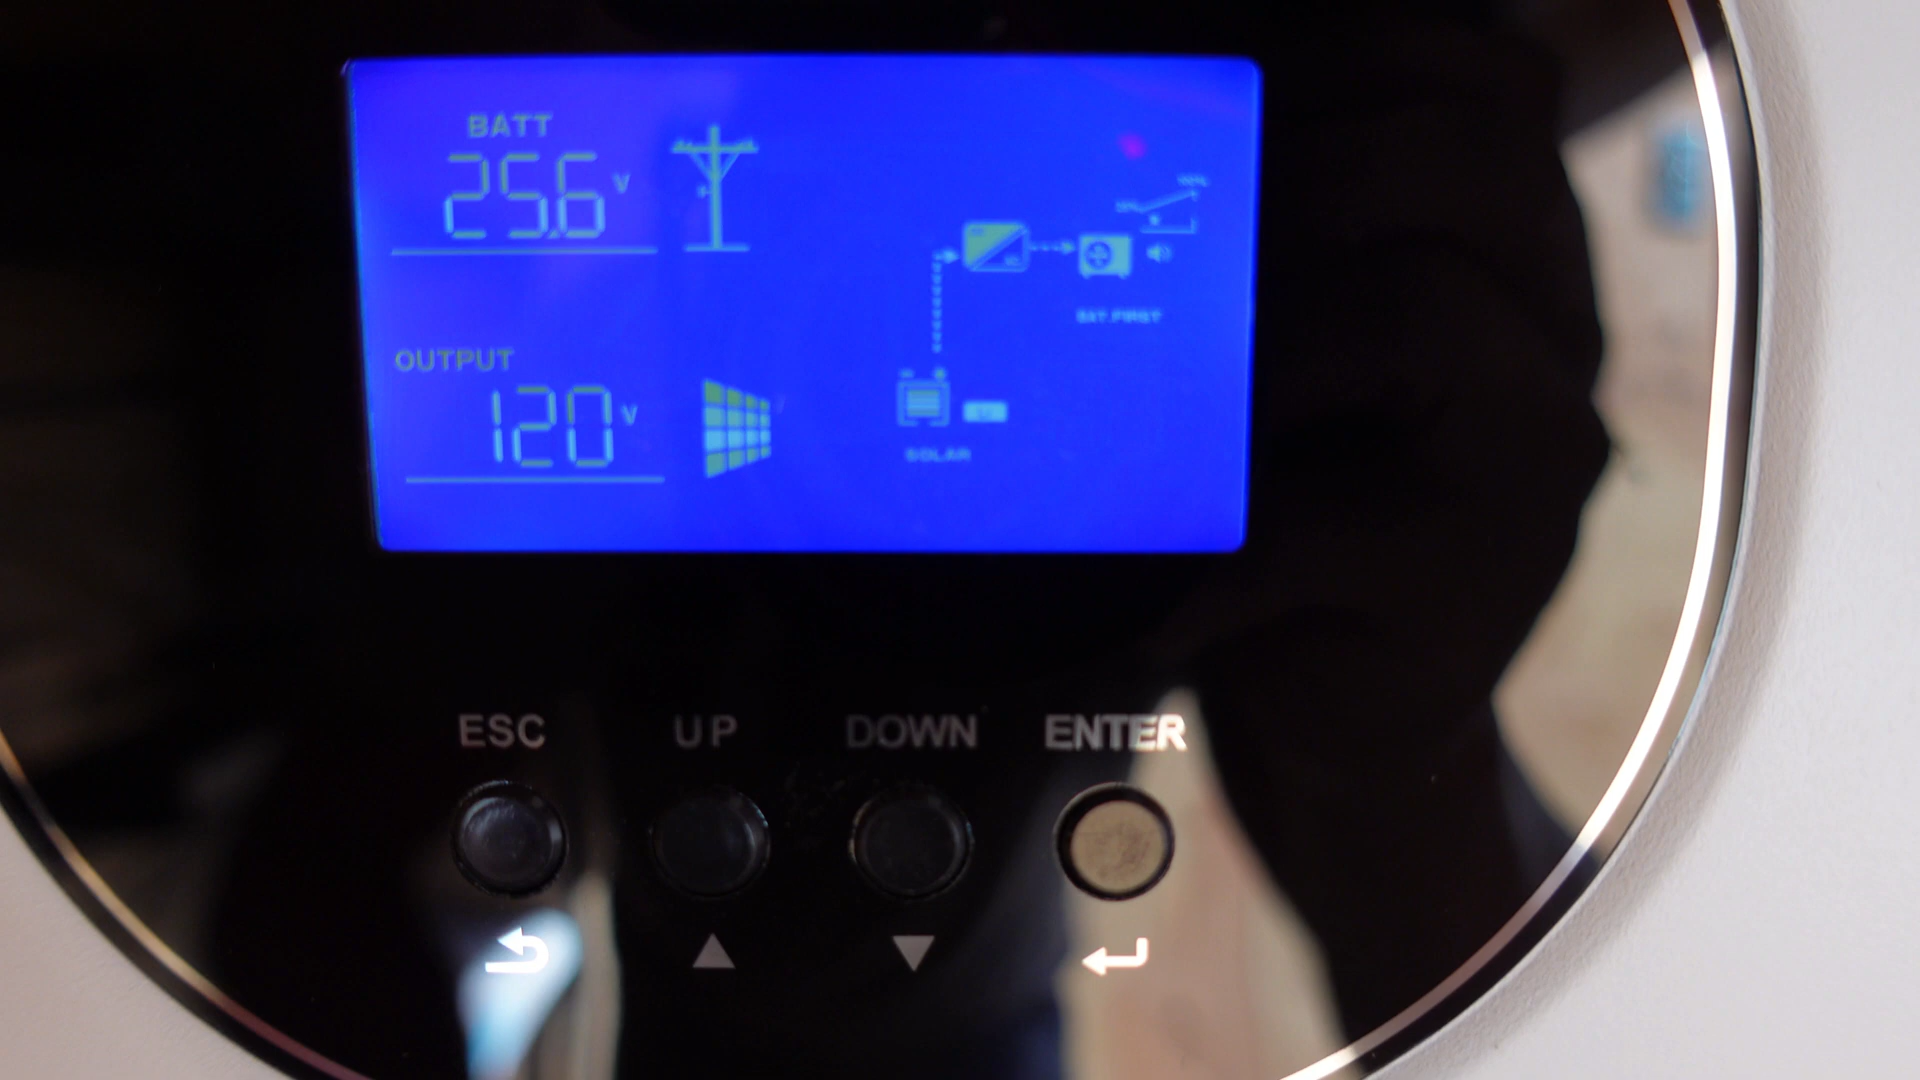 BATT
25.6 V
OUTPUT
120 V
BAT FIRST
SOLAR
ESC UP DOWN ENTER